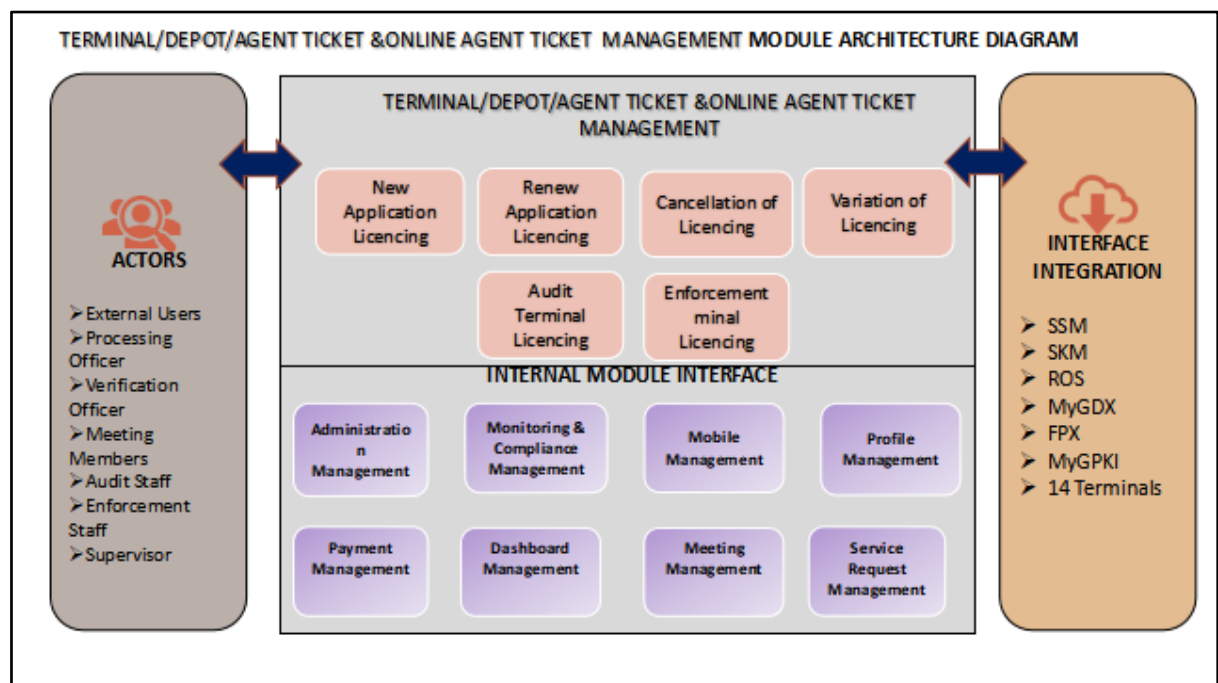 TERMINAL/DEPOT/AGENT TICKET &ONLINE AGENT TICKET MANAGEMENT MODULE ARCHITECTURE DIAGRAM
ACTORS
➢External Users
➢Processing
Officer
➢Verification
Officer
➢Meeting
Members
➢Audit Staff
➢Enforcement
Staff
➢Supervisor
TERMINAL/DEPOT/AGENT TICKET &ONLINE AGENT TICKET
MANAGEMENT
New
Application
Licencing
Renew
Application
Licencing
Cancellation of
Licencing
Variation of
Licencing
Audit
Terminal
Licencing
Enforcement
minal
Licencing
INTERNAL MODULE INTERFACE
Administratio
n
Management
Monitoring &
Compliance
Management
Mobile
Management
Profile
Management
Payment
Management
Dashboard
Management
Meeting
Management
Service
Request
Management
INTERFACE
INTEGRATION
➢ SSM
➢ SKM
➢ ROS
➢ MyGDX
➢ FPX
➢ MyGPKI
➢ 14 Terminals